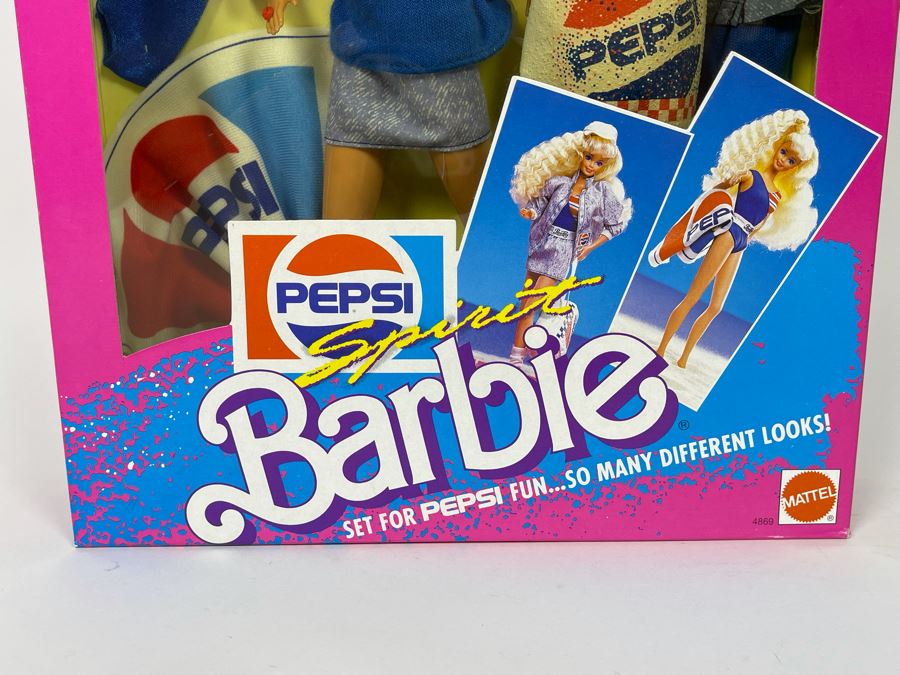 PEPSI
PEPSI
PEPSI
Spirit
Barbie®
SET FOR PEPSI FUN...SO MANY DIFFERENT LOOKS!
4869
MATTEL
®